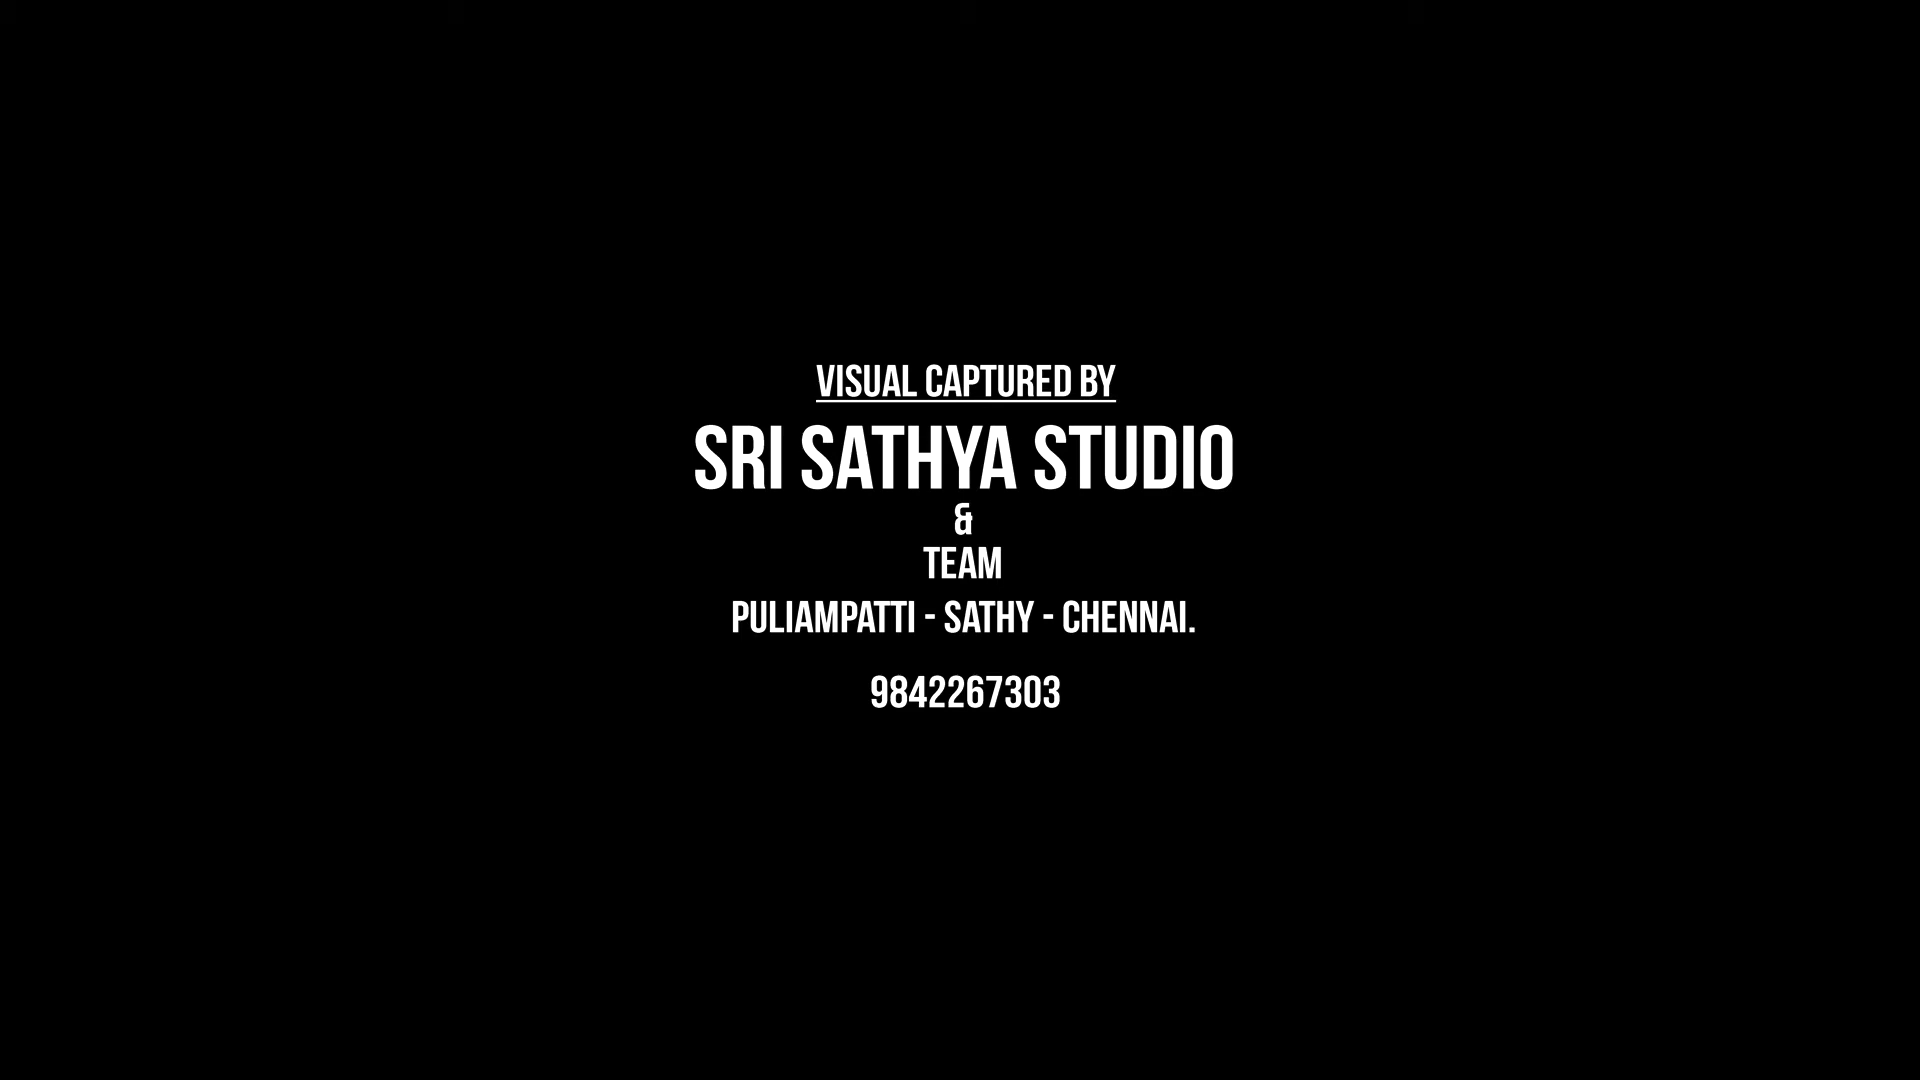 VISUAL CAPTURED BY
SRI SATHYA STUDIO
&
TEAM
PULIAMPATTI - SATHY - CHENNAI.
9842267303